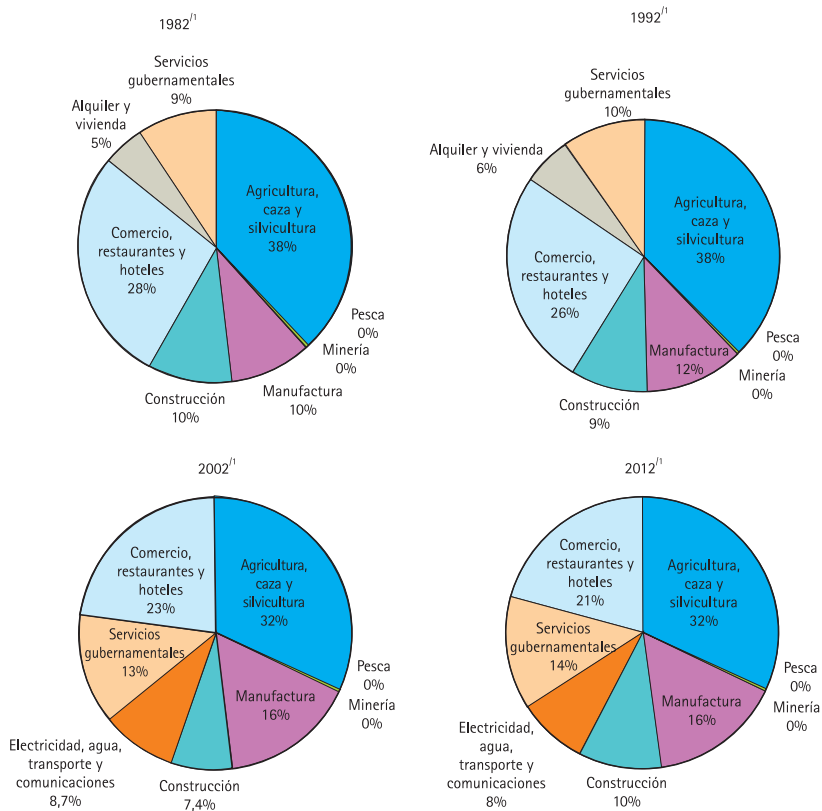 1982/1
Servicios
gubernamentales
9%
Alquiler y
vivienda
5%
Agricultura,
caza y
silvicultura
38%
Comercio,
restaurantes y
hoteles
28%
Pesca
0%
Minería
0%
Manufactura
10%
Construcción
10%
1992/1
Servicios
gubernamentales
10%
Alquiler y vivienda
6%
Agricultura,
caza y
silvicultura
38%
Comercio,
restaurantes y
hoteles
26%
Pesca
0%
Minería
0%
Manufactura
12%
Construcción
9%
2002/1
Comercio,
restaurantes y
hoteles
23%
Agricultura,
caza y
silvicultura
32%
Servicios
gubernamentales
13%
Pesca
0%
Minería
0%
Manufactura
16%
Electricidad, agua,
transporte y
comunicaciones
8,7%
Construcción
7,4%
2012/1
Comercio,
restaurantes y
hoteles
21%
Agricultura,
caza y
silvicultura
32%
Servicios
gubernamentales
14%
Pesca
0%
Minería
0%
Manufactura
16%
Electricidad,
agua,
transporte y
comunicaciones
8%
Construcción
10%